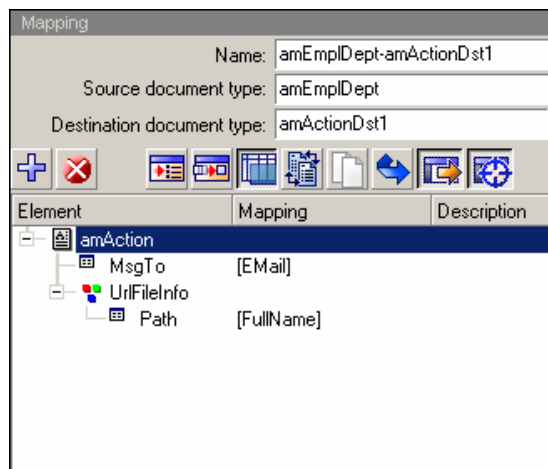 Mapping
Name: amEmplDept-amActionDst1
Source document type: amEmplDept
Destination document type: amActionDst1
Element Mapping Description
amAction
MsgTo [EMail]
UrlFileInfo
Path [FullName]